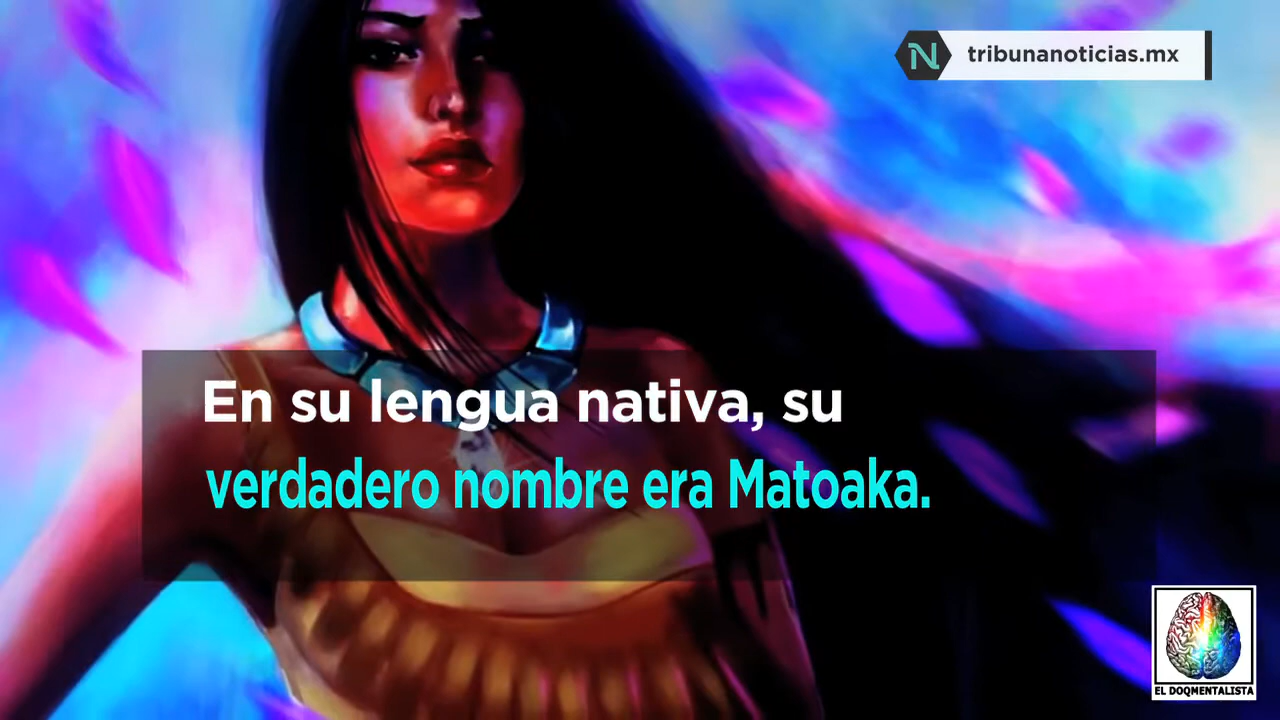 tribunanoticias.mx
En su lengua nativa, su
verdadero nombre era Matoaka.
EL DOQMENTALISTA